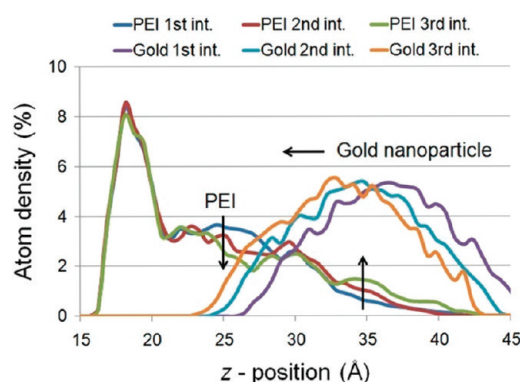 PEI 1st int. PEI 2nd int. PEI 3rd int.
Gold 1st int. Gold 2nd int. Gold 3rd int.
Atom density (%)
10
8
6
4
2
0
PEI
Gold nanoparticle
15 20 25 30 35 40 45
z - position (Å)